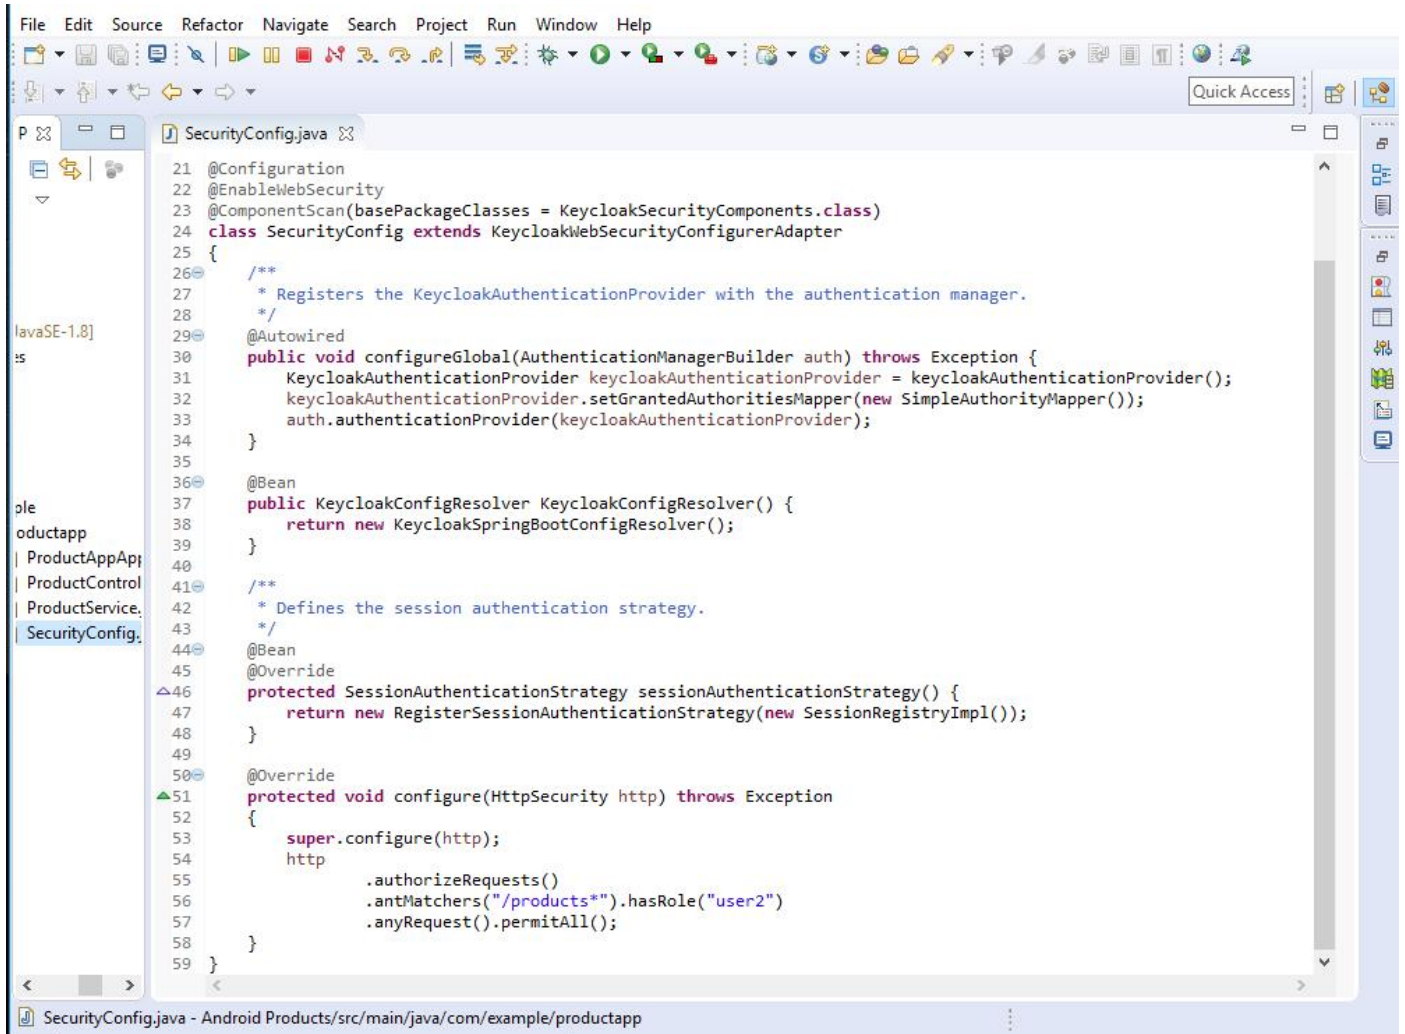 File Edit Source Refactor Navigate Search Project Run Window Help
Quick Access
P
SecurityConfig.java
21 @Configuration
22 @EnableWebSecurity
23 @ComponentScan(basePackageClasses = KeycloakSecurityComponents.class)
24 class SecurityConfig extends KeycloakWebSecurityConfigurerAdapter
25 {
26 /**
27 * Registers the KeycloakAuthenticationProvider with the authentication manager.
28 */
29 @Autowired
30 public void configureGlobal(AuthenticationManagerBuilder auth) throws Exception {
31 KeycloakAuthenticationProvider keycloakAuthenticationProvider = keycloakAuthenticationProvider();
32 keycloakAuthenticationProvider.setGrantedAuthoritiesMapper(new SimpleAuthorityMapper());
33 auth.authenticationProvider(keycloakAuthenticationProvider);
34 }
35
36 @Bean
37 public KeycloakConfigResolver KeycloakConfigResolver() {
38 return new KeycloakSpringBootConfigResolver();
39 }
40
41 /**
42 * Defines the session authentication strategy.
43 */
44 @Bean
45 @Override
46 protected SessionAuthenticationStrategy sessionAuthenticationStrategy() {
47 return new RegisterSessionAuthenticationStrategy(new SessionRegistryImpl());
48 }
49
50 @Override
51 protected void configure(HttpSecurity http) throws Exception
52 {
53 super.configure(http);
54 http
55 .authorizeRequests()
56 .antMatchers("/products*").hasRole("user2")
57 .anyRequest().permitAll();
58 }
59 }
JavaSE-1.8]
es
ple
oductapp
ProductAppApp
ProductControl
ProductService.
SecurityConfig.
SecurityConfig.java - Android Products/src/main/java/com/example/productapp